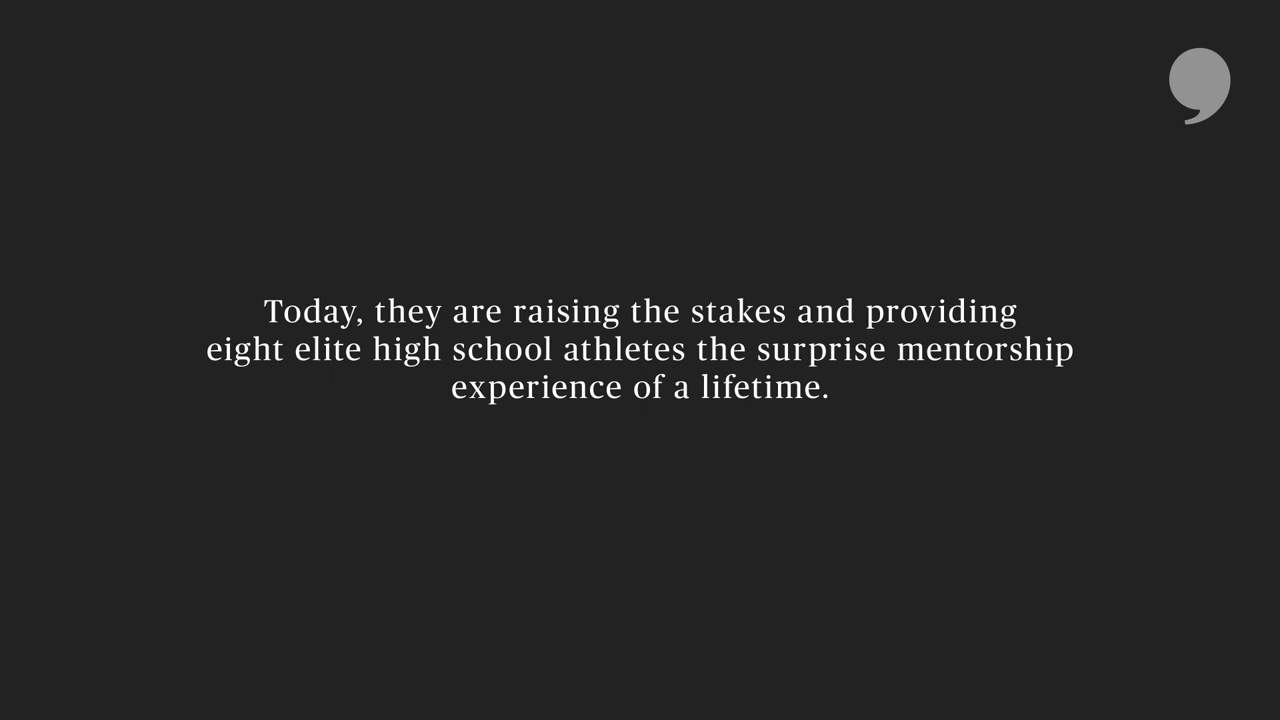 Today, they are raising the stakes and providing
eight elite high school athletes the surprise mentorship
experience of a lifetime.